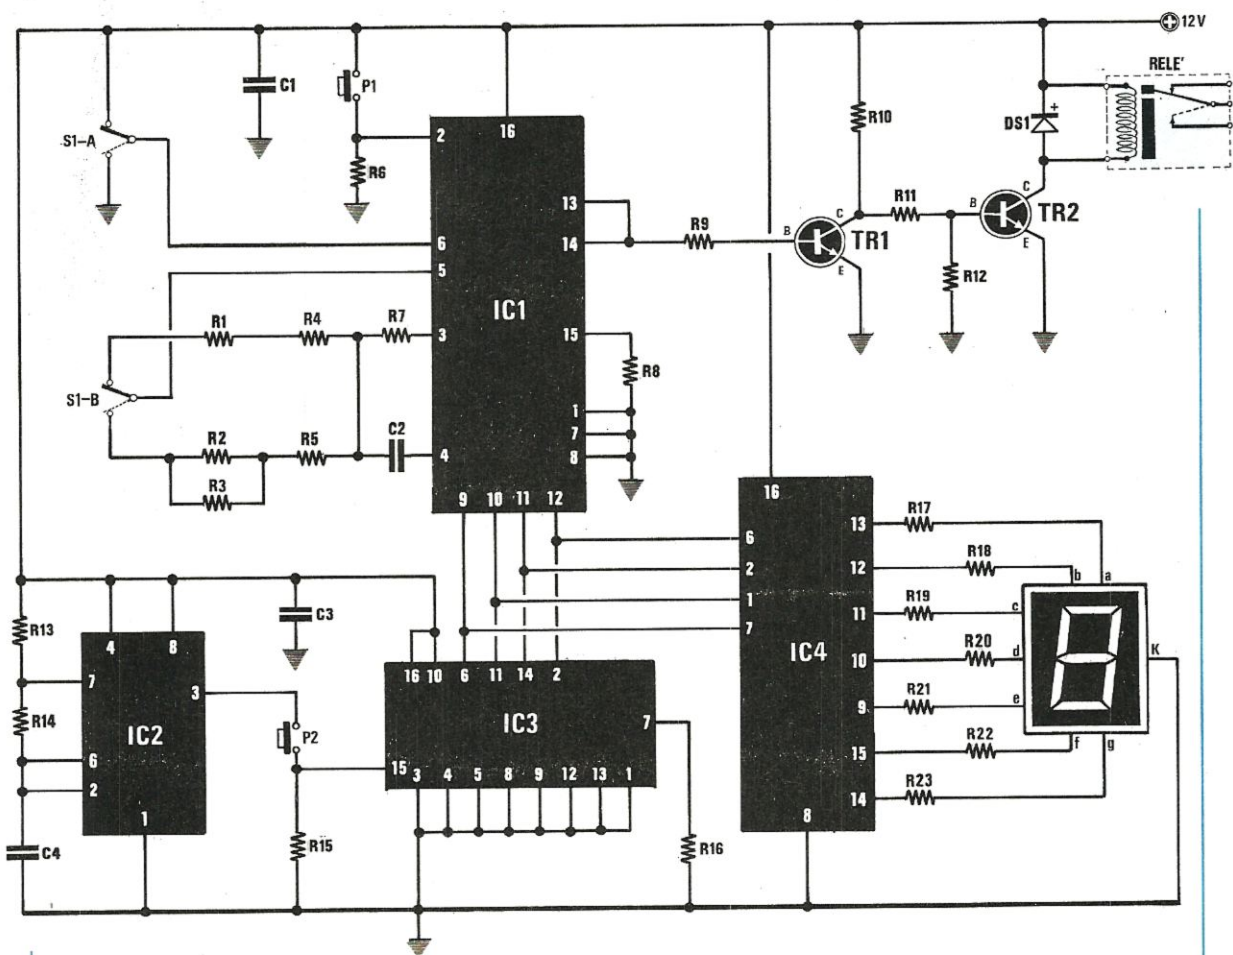 12V
RELE'
C1
P1
S1-A
R6
2
16
13
14
6
5
3
4
15
1
7
8
9
10
11
12
IC1
R9
B
C
E
TR1
R10
R11
R12
B
C
E
TR2
DS1
+
R1
R4
R7
S1-B
R2
R5
R3
C2
R8
R13
R14
C4
4
8
7
3
6
2
1
IC2
C3
P2
R15
16
10
6
11
14
2
IC3
7
15
3
4
5
8
9
12
13
1
R16
16
6
2
1
7
IC4
13
12
11
10
9
15
14
8
R17
R18
R19
R20
R21
R22
R23
b
a
c
d
e
f
g
K